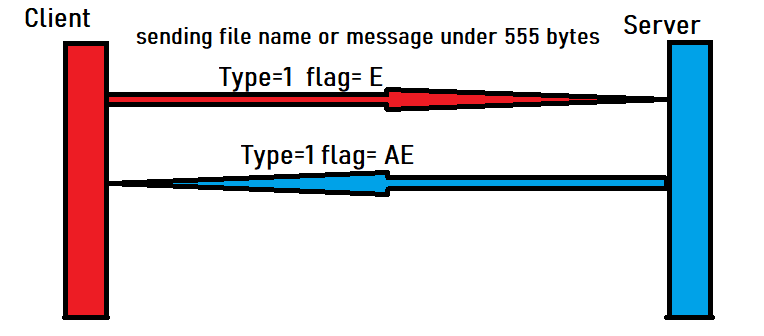 Client
Server
sending file name or message under 555 bytes
Type=1 flag= E
Type=1 flag= AE